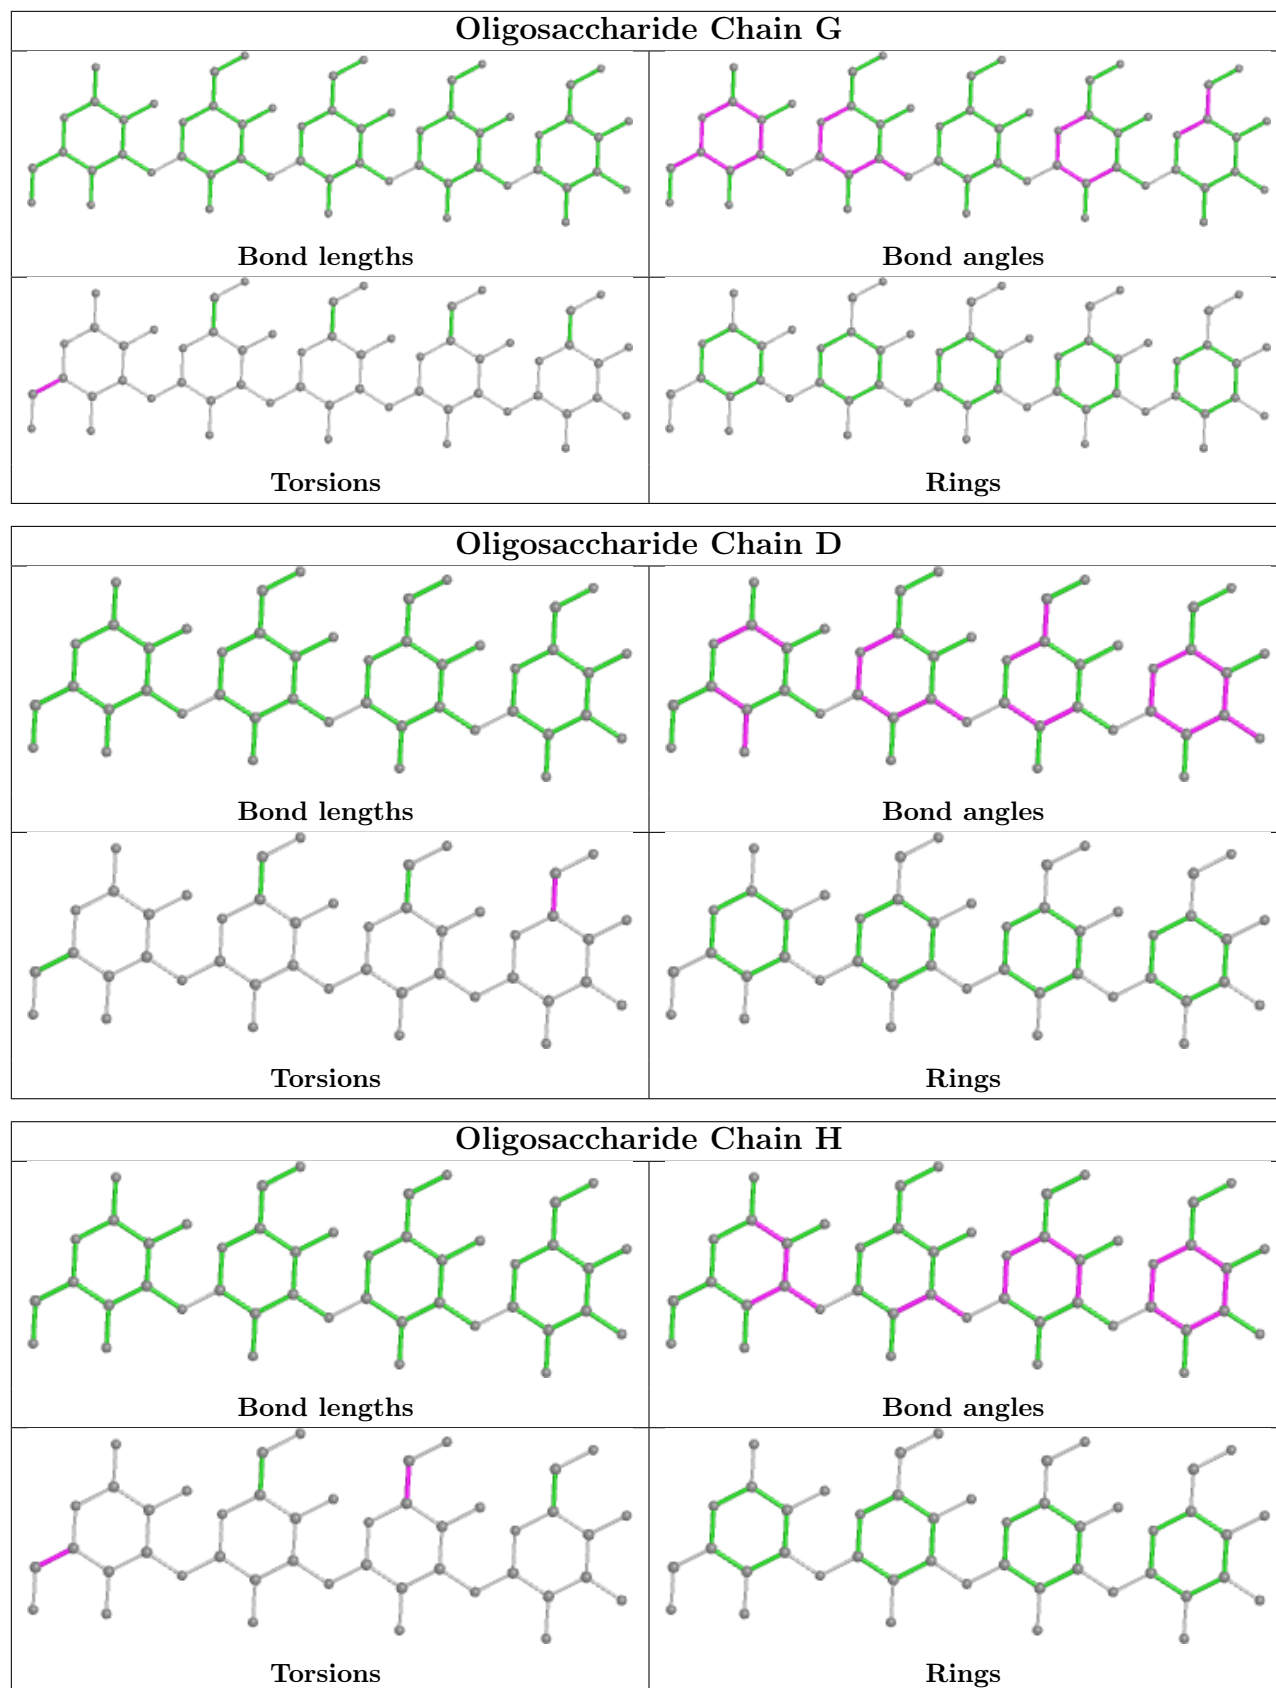 Oligosaccharide Chain G
Bond lengths
Bond angles
Torsions
Rings
Oligosaccharide Chain D
Bond lengths
Bond angles
Torsions
Rings
Oligosaccharide Chain H
Bond lengths
Bond angles
Torsions
Rings